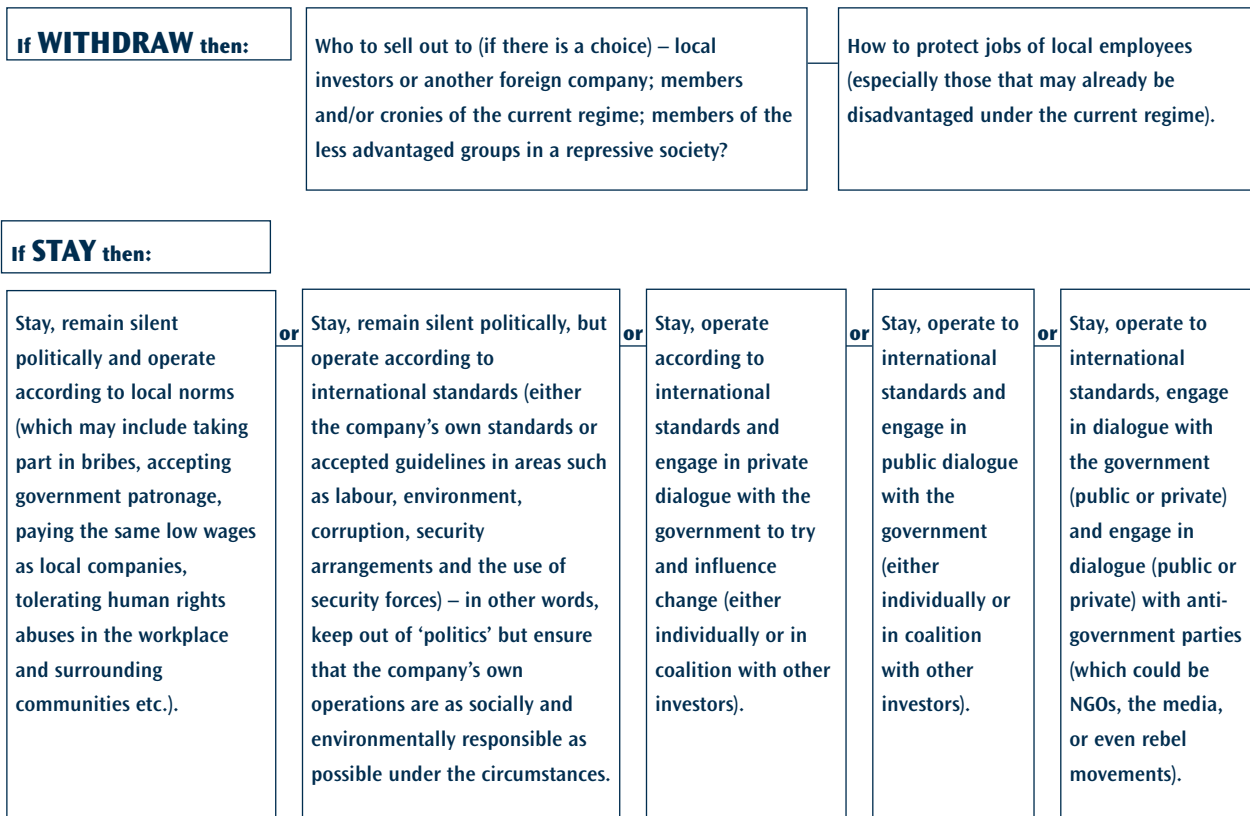 If WITHDRAW then:
Who to sell out to (if there is a choice) – local
investors or another foreign company; members
and/or cronies of the current regime; members of the
less advantaged groups in a repressive society?
How to protect jobs of local employees
(especially those that may already be
disadvantaged under the current regime).
If STAY then:
Stay, remain silent
politically and operate
according to local norms
(which may include taking
part in bribes, accepting
government patronage,
paying the same low wages
as local companies,
tolerating human rights
abuses in the workplace
and surrounding
communities etc.).
or
Stay, remain silent politically, but
operate according to
international standards (either
the company’s own standards or
accepted guidelines in areas such
as labour, environment,
corruption, security
arrangements and the use of
security forces) – in other words,
keep out of ‘politics’ but ensure
that the company’s own
operations are as socially and
environmentally responsible as
possible under the circumstances.
or
Stay, operate
according to
international
standards and
engage in private
dialogue with the
government to try
and influence
change (either
individually or in
coalition with other
investors).
or
Stay, operate to
international
standards and
engage in
public dialogue
with the
government
(either
individually or
in coalition
with other
investors).
or
Stay, operate to
international
standards, engage
in dialogue with
the government
(public or private)
and engage in
dialogue (public or
private) with anti-
government parties
(which could be
NGOs, the media,
or even rebel
movements).